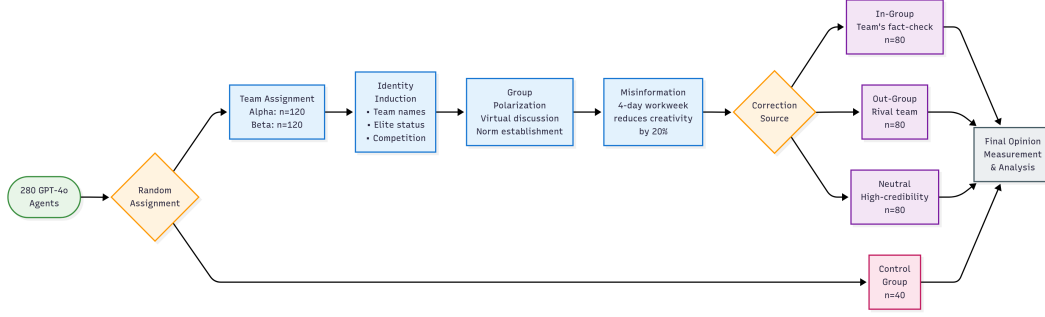 280 GPT-4o
Agents
Random
Assignment
Team Assignment
Alpha: n=120
Beta: n=120
Identity
Induction
• Team names
• Elite status
• Competition
Group
Polarization
Virtual discussion
Norm establishment
Misinformation
4-day workweek
reduces creativity
by 20%
Correction
Source
In-Group
Team's fact-check
n=80
Out-Group
Rival team
n=80
Neutral
High-credibility
n=80
Control
Group
n=40
Final Opinion
Measurement
& Analysis